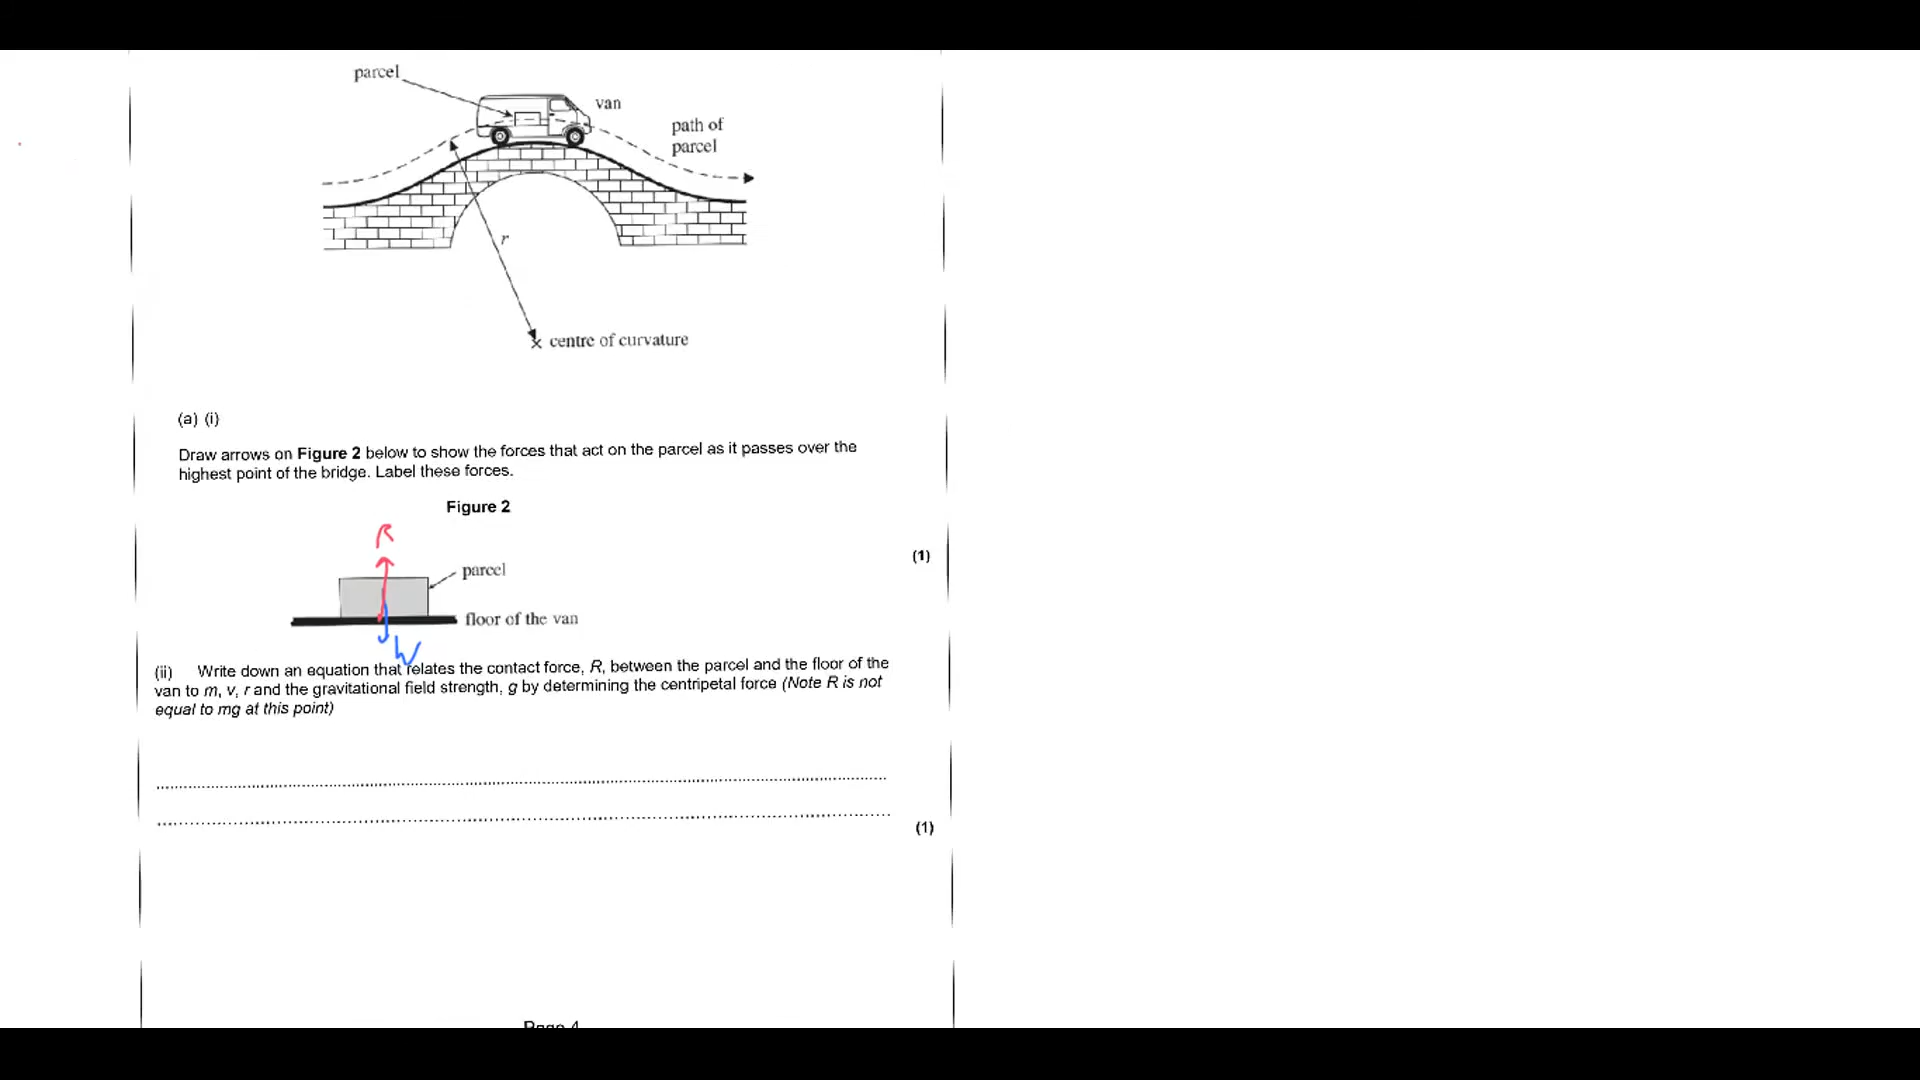 parcel
van
path of
parcel
r
centre of curvature
(a) (i)
Draw arrows on Figure 2 below to show the forces that act on the parcel as it passes over the
highest point of the bridge. Label these forces.
Figure 2
R
(1)
parcel
floor of the van
W
(ii) Write down an equation that relates the contact force, R, between the parcel and the floor of the
van to m, v, r and the gravitational field strength, g by determining the centripetal force (Note R is not
equal to mg at this point)
(1)
Page 4